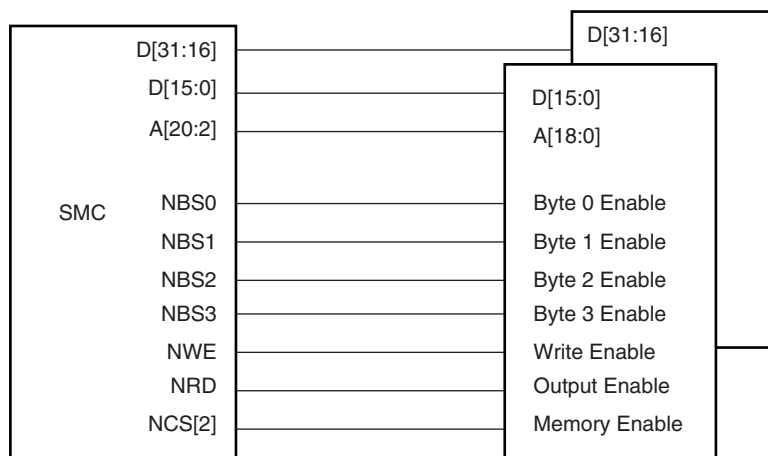 D[31:16] D[31:16]
D[15:0] D[15:0]
A[20:2] A[18:0]
SMC
NBS0 Byte 0 Enable
NBS1 Byte 1 Enable
NBS2 Byte 2 Enable
NBS3 Byte 3 Enable
NWE Write Enable
NRD Output Enable
NCS[2] Memory Enable